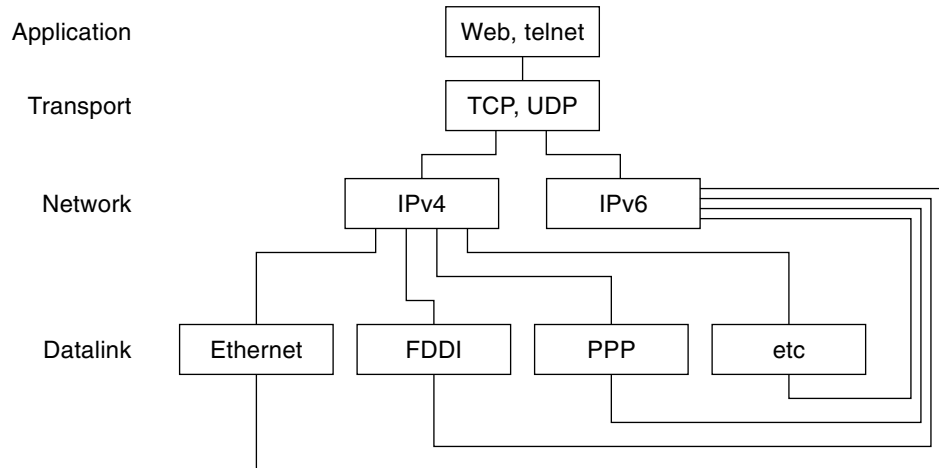 Application
Web, telnet
Transport
TCP, UDP
Network
IPv4
IPv6
Datalink
Ethernet
FDDI
PPP
etc